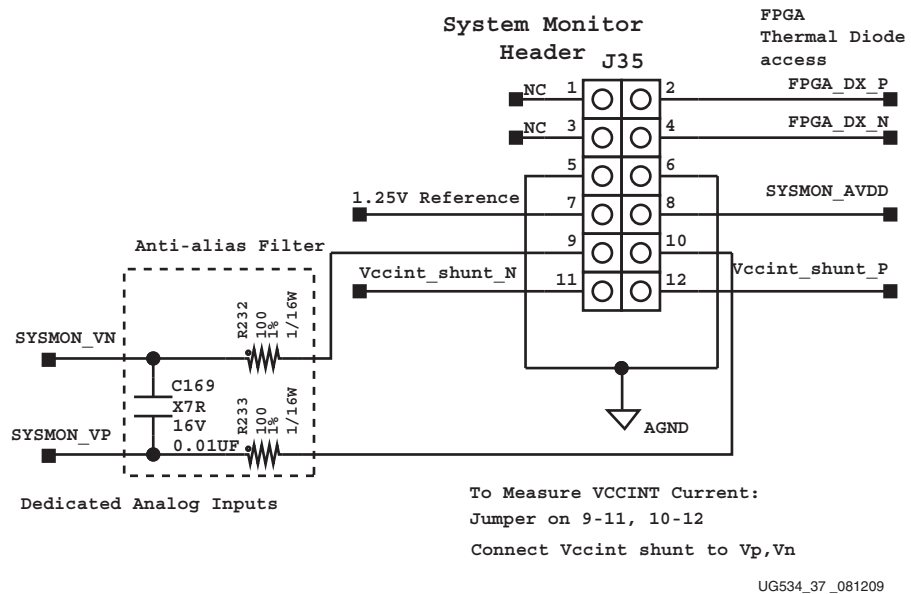 System Monitor
Header
J35
FPGA
Thermal Diode
access
NC 1
2 FPGA_DX_P
NC 3
4 FPGA_DX_N
5
6
1.25V Reference 7
8 SYSMON_AVDD
9
10
Vccint_shunt_N 11
12 Vccint_shunt_P
Anti-alias Filter
R232
100
1%
1/16W
SYSMON_VN
C169
X7R
16V
0.01UF
R233
100
1%
1/16W
SYSMON_VP
AGND
Dedicated Analog Inputs
To Measure VCCINT Current:
Jumper on 9-11, 10-12
Connect Vccint shunt to Vp,Vn
UG534_37 _081209